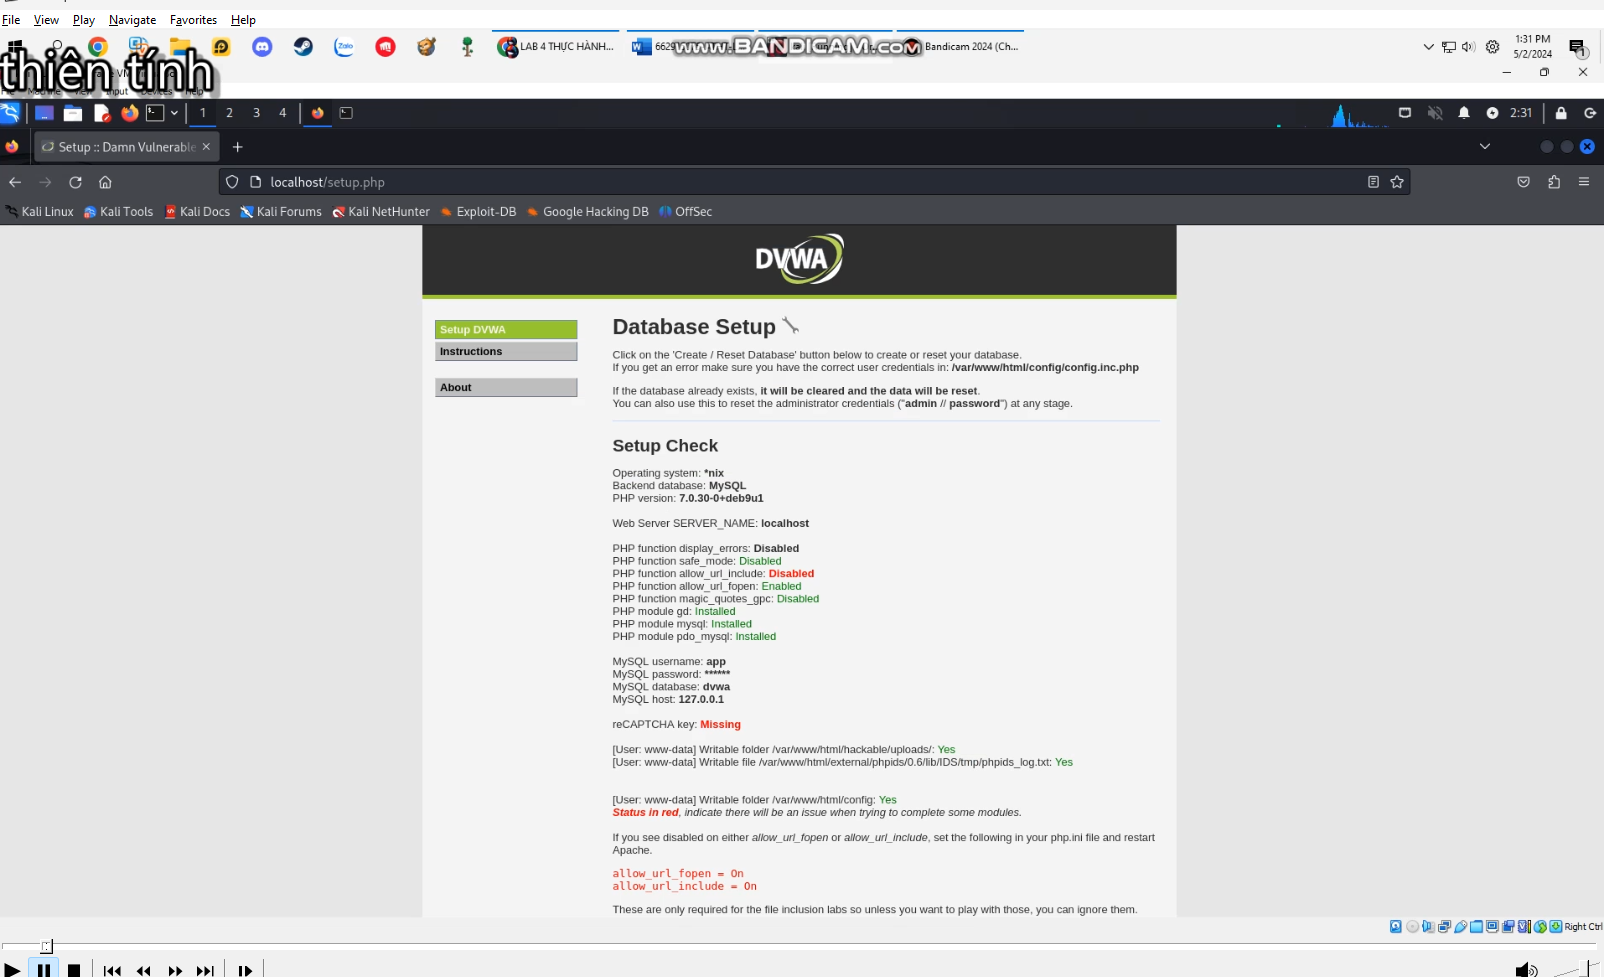 File View Play Navigate Favorites Help
LAB 4 THỰC HÀNH...
www.BANDICAM.com
Bandicam 2024 (Ch...
1:31 PM
5/2/2024
thiên tính
1 2 3 4
2:31
Setup :: Damn Vulnerable
localhost/setup.php
Kali Linux Kali Tools Kali Docs Kali Forums Kali NetHunter Exploit-DB Google Hacking DB OffSec
DVWA
Setup DVWA
Instructions
About
Database Setup
Click on the 'Create / Reset Database' button below to create or reset your database.
If you get an error make sure you have the correct user credentials in: /var/www/html/config/config.inc.php
If the database already exists, it will be cleared and the data will be reset.
You can also use this to reset the administrator credentials ("admin // password") at any stage.
Setup Check
Operating system: *nix
Backend database: MySQL
PHP version: 7.0.30-0+deb9u1
Web Server SERVER_NAME: localhost
PHP function display_errors: Disabled
PHP function safe_mode: Disabled
PHP function allow_url_include: Disabled
PHP function allow_url_fopen: Enabled
PHP function magic_quotes_gpc: Disabled
PHP module gd: Installed
PHP module mysql: Installed
PHP module pdo_mysql: Installed
MySQL username: app
MySQL password: ******
MySQL database: dvwa
MySQL host: 127.0.0.1
reCAPTCHA key: Missing
[User: www-data] Writable folder /var/www/html/hackable/uploads/: Yes
[User: www-data] Writable file /var/www/html/external/phpids/0.6/lib/IDS/tmp/phpids_log.txt: Yes
[User: www-data] Writable folder /var/www/html/config: Yes
Status in red, indicate there will be an issue when trying to complete some modules.
If you see disabled on either allow_url_fopen or allow_url_include, set the following in your php.ini file and restart
Apache.
allow_url_fopen = On
allow_url_include = On
These are only required for the file inclusion labs so unless you want to play with those, you can ignore them.
Right Ctrl